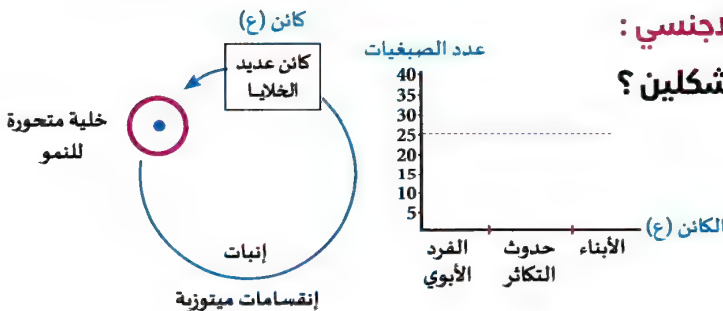 لاجنسي :
شكلين ؟
كائن (ع)
كائن عديد
الخلايا
خلية متحورة
للنمو
إنبات
إنقسامات ميتوزية
عدد الصبغيات
40
35
30
25
20
15
10
5
الكائن (ع)
الفرد
الأبوي
حدوث
التكاثر
الأبناء